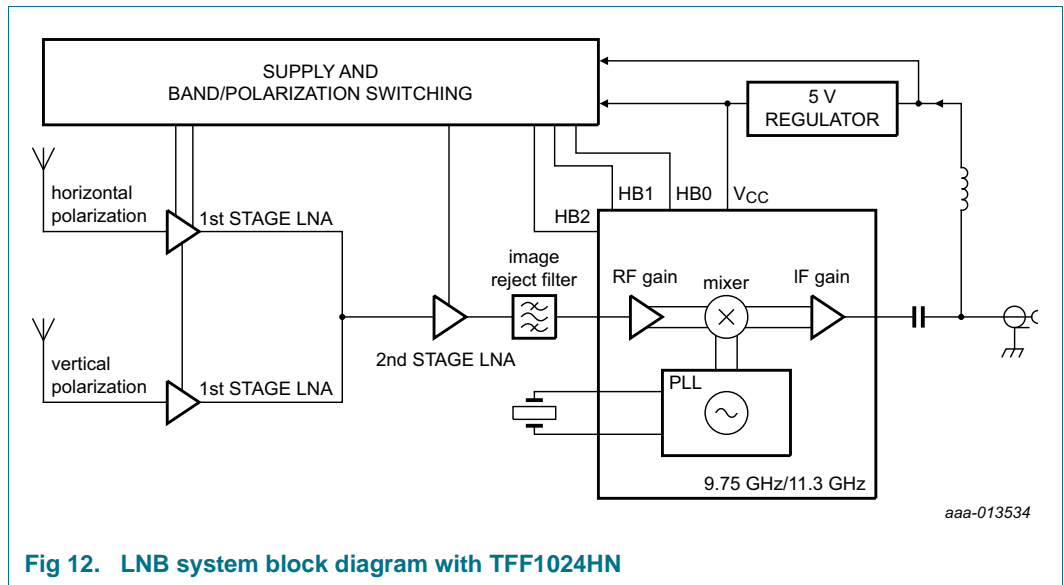 SUPPLY AND
BAND/POLARIZATION SWITCHING
5 V
REGULATOR
horizontal
polarization
1st STAGE LNA
HB2
HB1
HB0
VCC
image
reject filter
RF gain
mixer
IF gain
2nd STAGE LNA
vertical
polarization
1st STAGE LNA
PLL
9.75 GHz/11.3 GHz
aaa-013534
Fig 12. LNB system block diagram with TFF1024HN